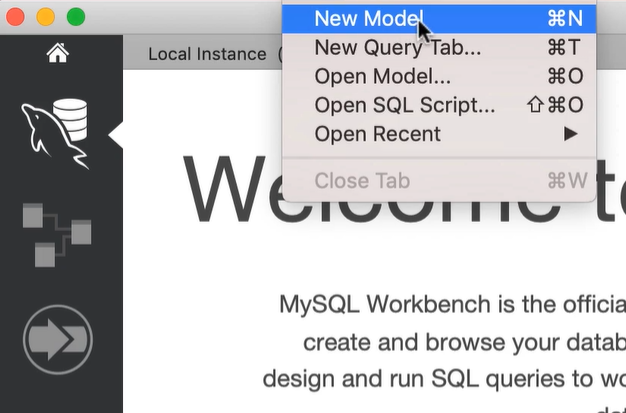 New Model ⌘N
New Query Tab... ⌘T
Open Model... ⌘O
Open SQL Script... ⇧⌘O
Open Recent ▶
Close Tab ⌘W
Local Instance (
Welcome to
MySQL Workbench is the officia
create and browse your datab
design and run SQL queries to wo